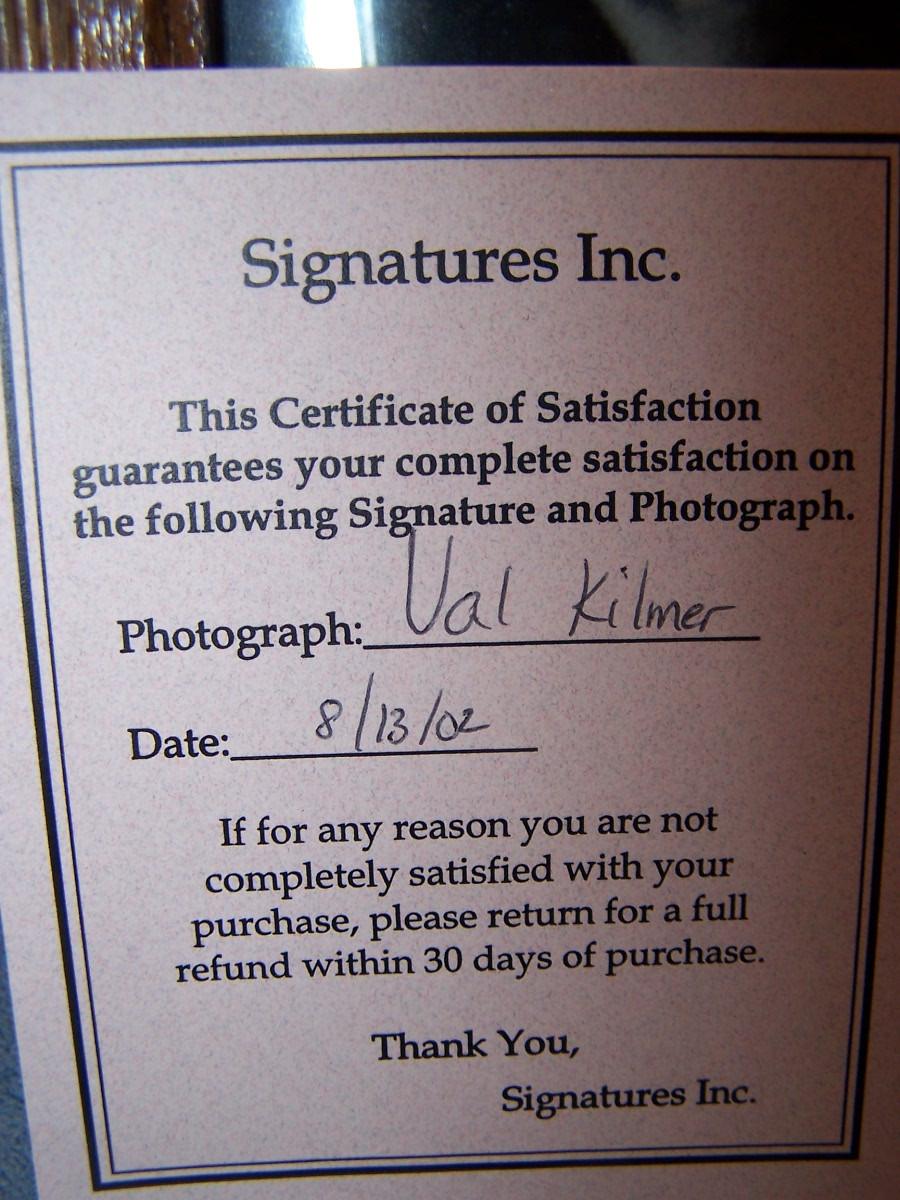 Signatures Inc.
This Certificate of Satisfaction
guarantees your complete satisfaction on
the following Signature and Photograph.
Photograph: Val Kilmer
Date: 8/13/02
If for any reason you are not
completely satisfied with your
purchase, please return for a full
refund within 30 days of purchase.
Thank You,
Signatures Inc.